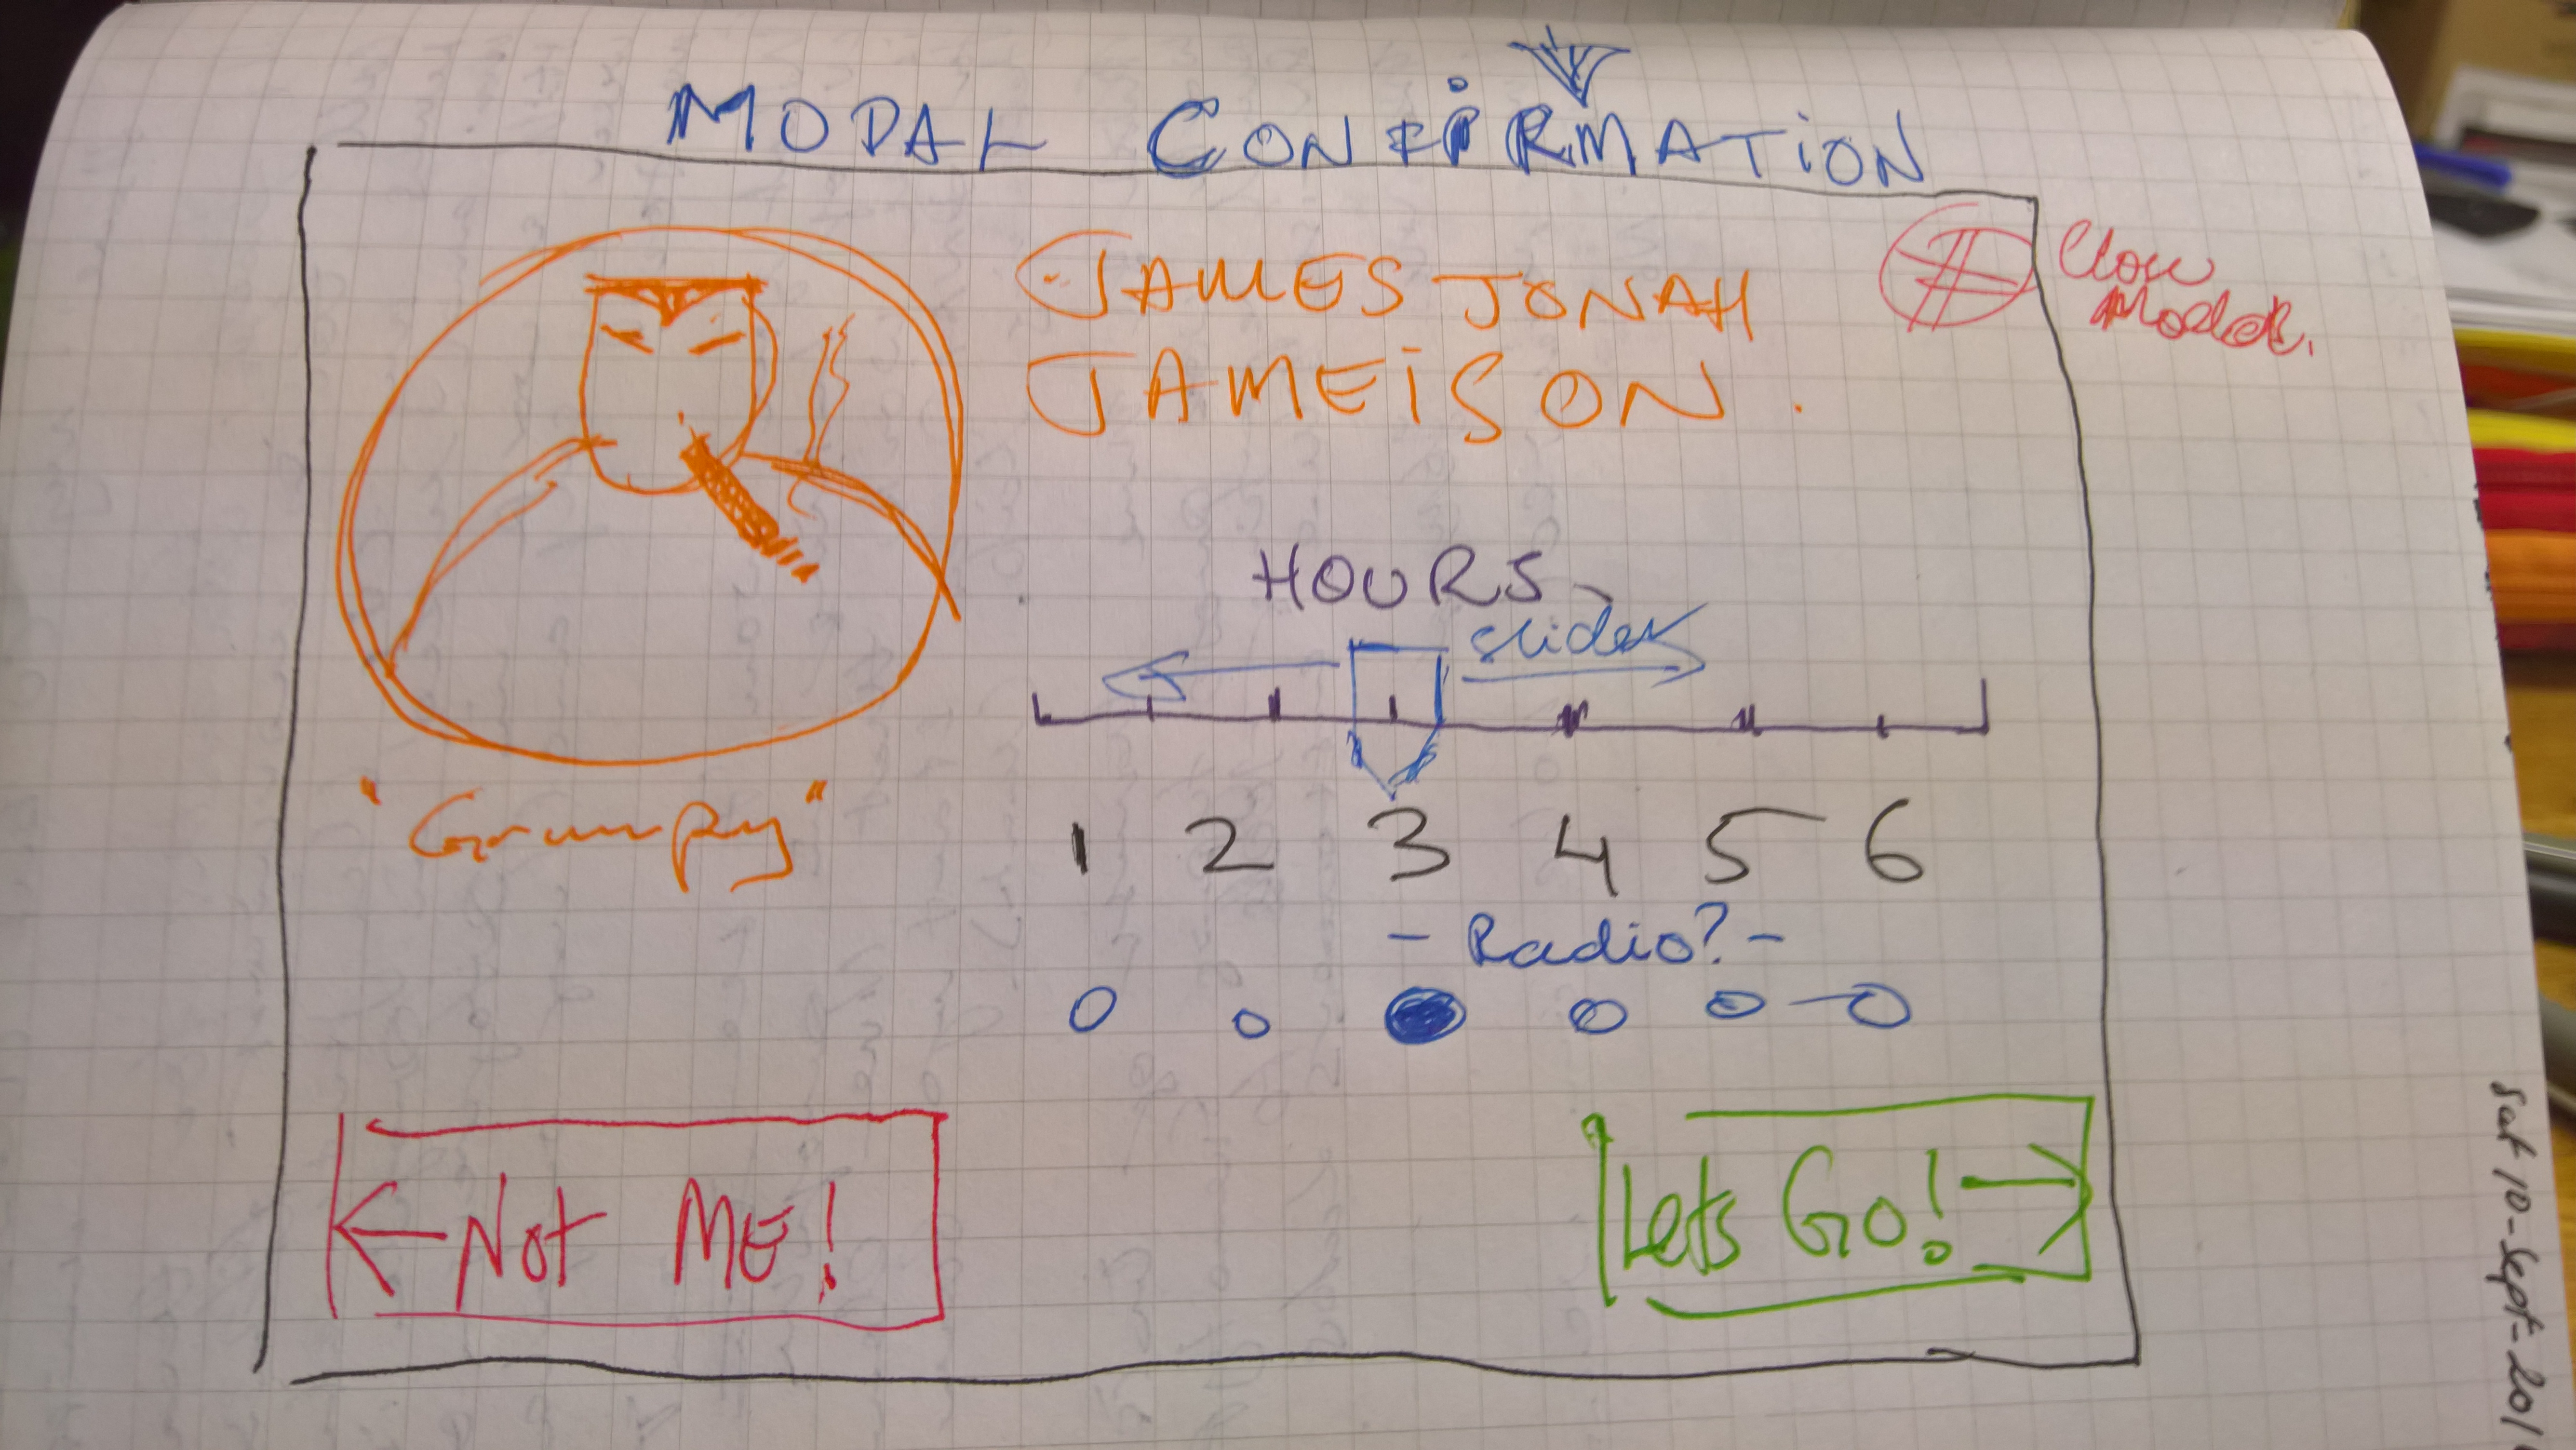 MODAL CONFIRMATION
JAMES JONAH
JAMEISON.
Close
Modal.
HOURS
slider
"Grumpy"
1 2 3 4 5 6
- Radio? -
← Not ME!
Lets Go! →
Sat 10-Sept-201